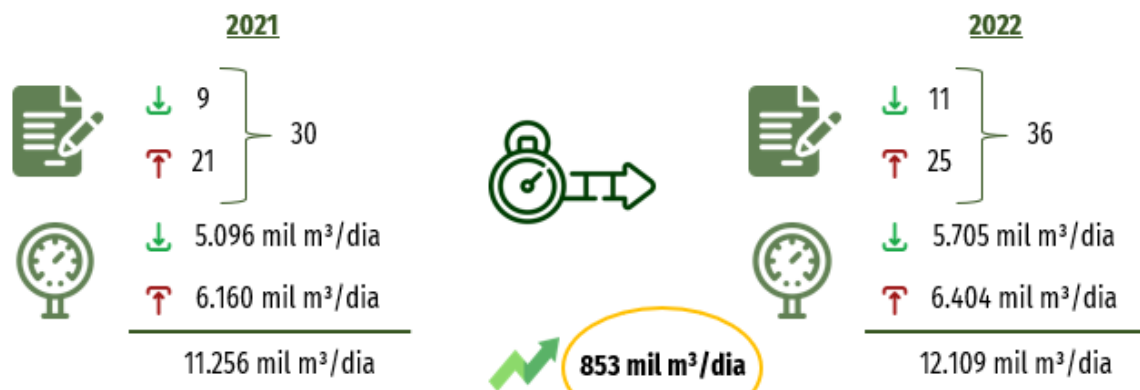 2021
9
21
30
5.096 mil m³/dia
6.160 mil m³/dia
11.256 mil m³/dia
853 mil m³/dia
2022
11
25
36
5.705 mil m³/dia
6.404 mil m³/dia
12.109 mil m³/dia